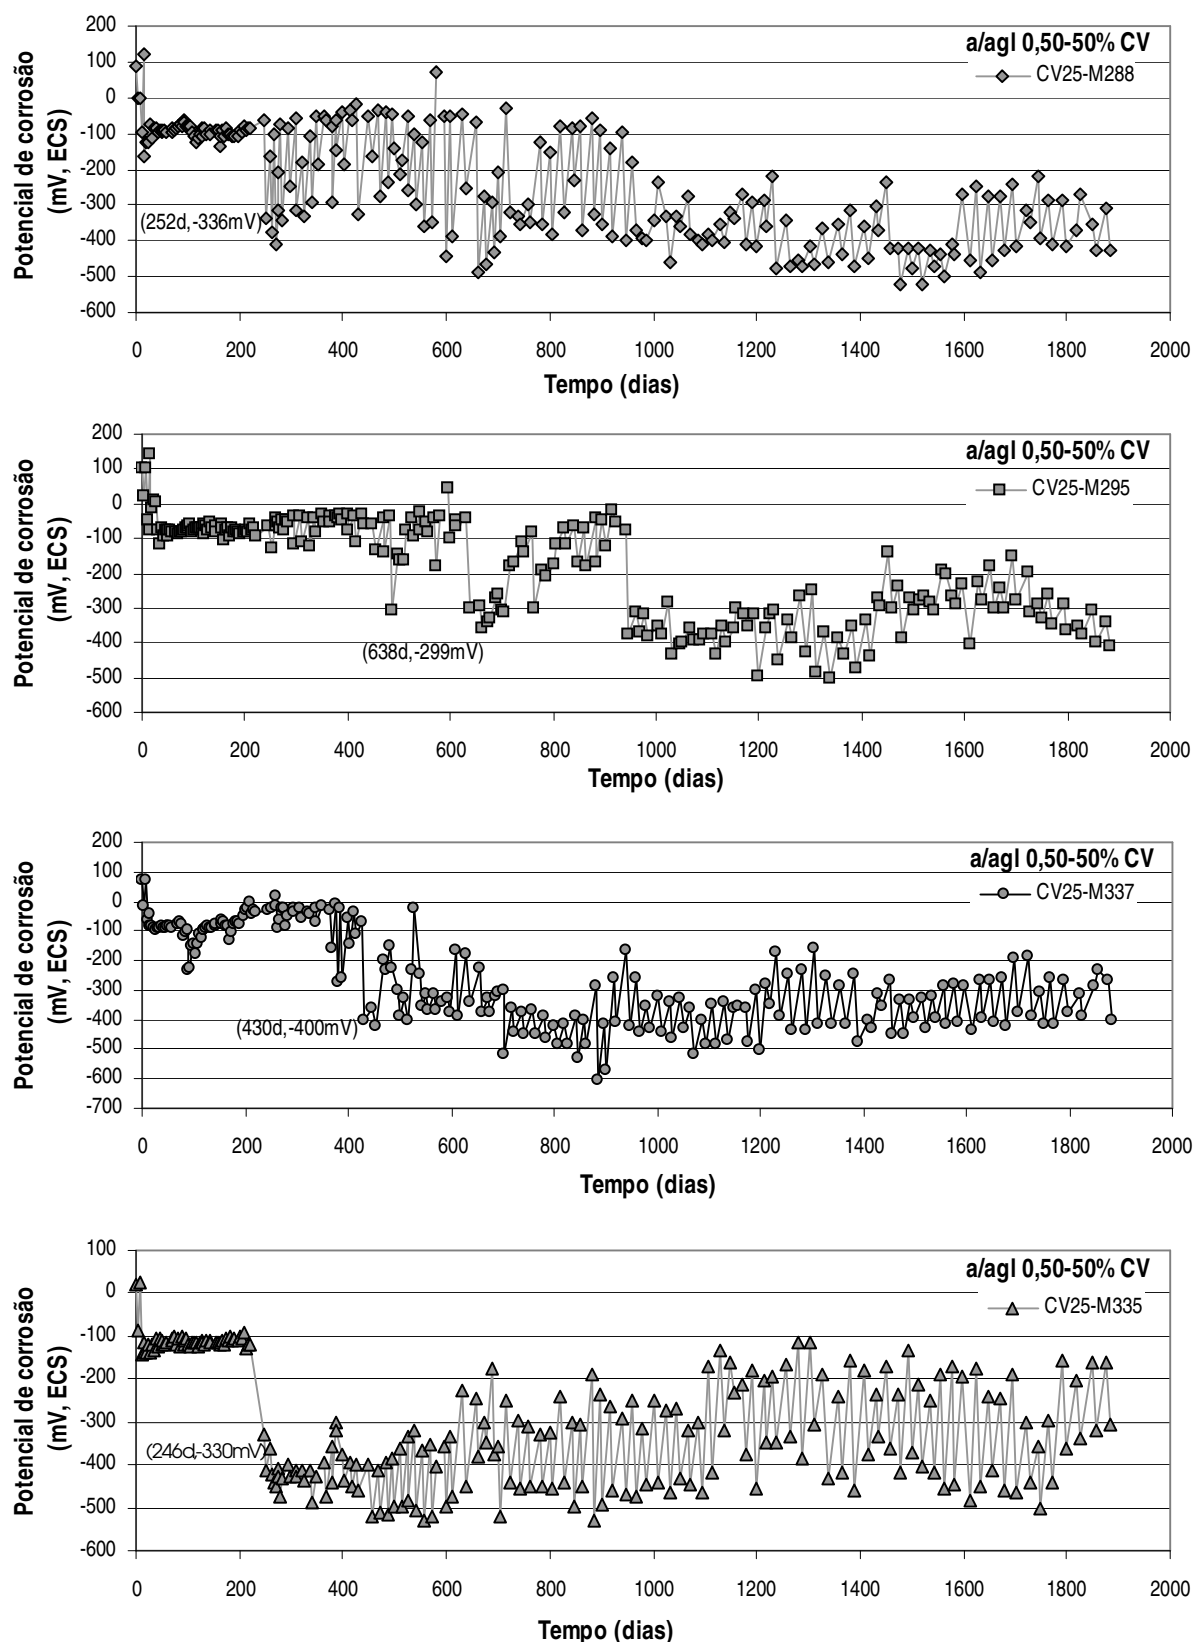 a/agl 0,50-50% CV
CV25-M288
Potencial de corrosão
(mV, ECS)
200
100
0
-100
-200
-300
-400
-500
-600
(252d,-336mV)
0 200 400 600 800 1000 1200 1400 1600 1800 2000
Tempo (dias)
a/agl 0,50-50% CV
CV25-M295
Potencial de corrosão
(mV, ECS)
200
100
0
-100
-200
-300
-400
-500
-600
(638d,-299mV)
0 200 400 600 800 1000 1200 1400 1600 1800 2000
Tempo (dias)
a/agl 0,50-50% CV
CV25-M337
Potencial de corrosão
(mV, ECS)
200
100
0
-100
-200
-300
-400
-500
-600
-700
(430d,-400mV)
0 200 400 600 800 1000 1200 1400 1600 1800 2000
Tempo (dias)
a/agl 0,50-50% CV
CV25-M335
Potencial de corrosão
(mV, ECS)
100
0
-100
-200
-300
-400
-500
-600
(246d,-330mV)
0 200 400 600 800 1000 1200 1400 1600 1800 2000
Tempo (dias)